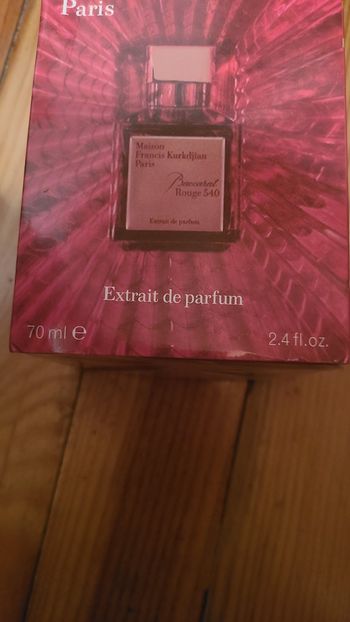 Paris
Maison
Francis Kurkdjian
Paris
Baccarat
Rouge 540
Extrait de parfum
Extrait de parfum
70 ml e
2.4 fl.oz.